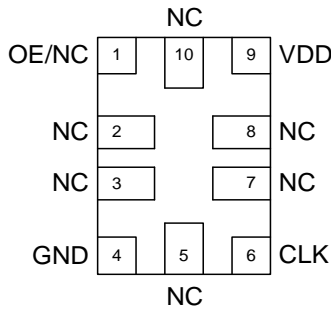 NC
OE/NC 1 10 9 VDD
NC 2 8 NC
NC 3 7 NC
GND 4 5 6 CLK
NC